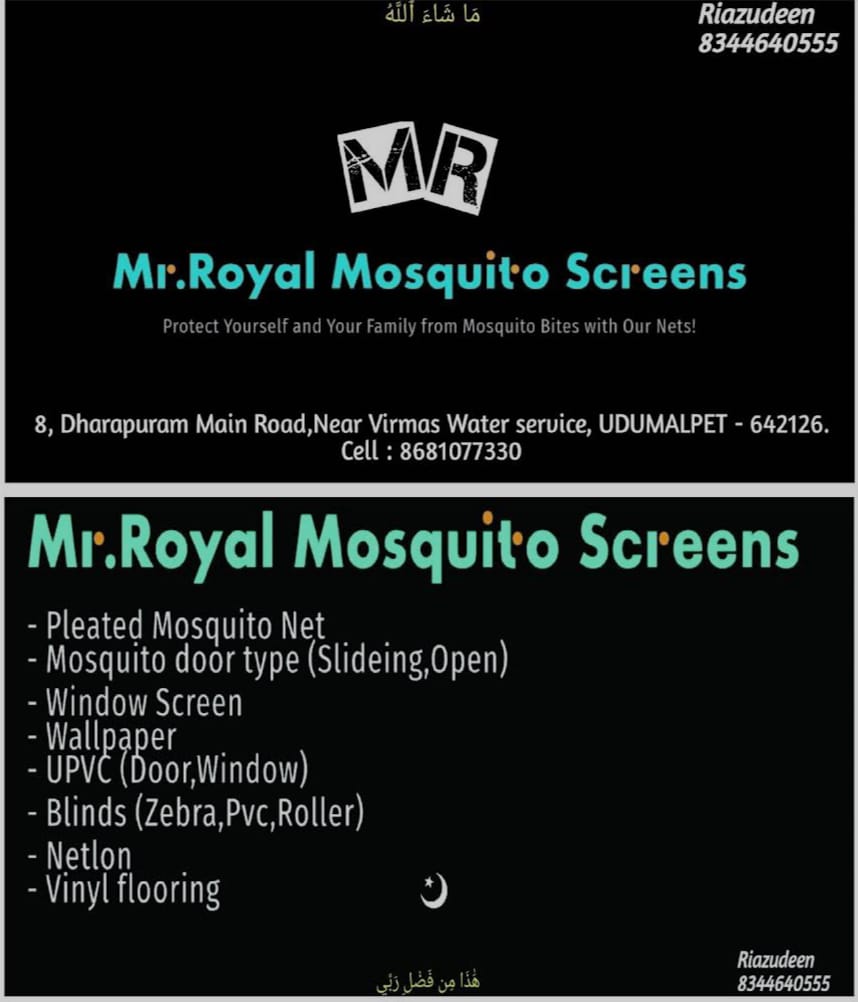 مَا شَاءَ ٱللَّٰهُ
Riazudeen
8344640555
MR
Mr.Royal Mosquito Screens
Protect Yourself and Your Family from Mosquito Bites with Our Nets!
8, Dharapuram Main Road,Near Virmas Water service, UDUMALPET - 642126.
Cell : 8681077330
Mr.Royal Mosquito Screens
- Pleated Mosquito Net
- Mosquito door type (Slideing,Open)
- Window Screen
- Wallpaper
- UPVC (Door,Window)
- Blinds (Zebra,Pvc,Roller)
- Netlon
- Vinyl flooring
هَٰذَا مِن فَضْلِ رَبِّي
Riazudeen
8344640555